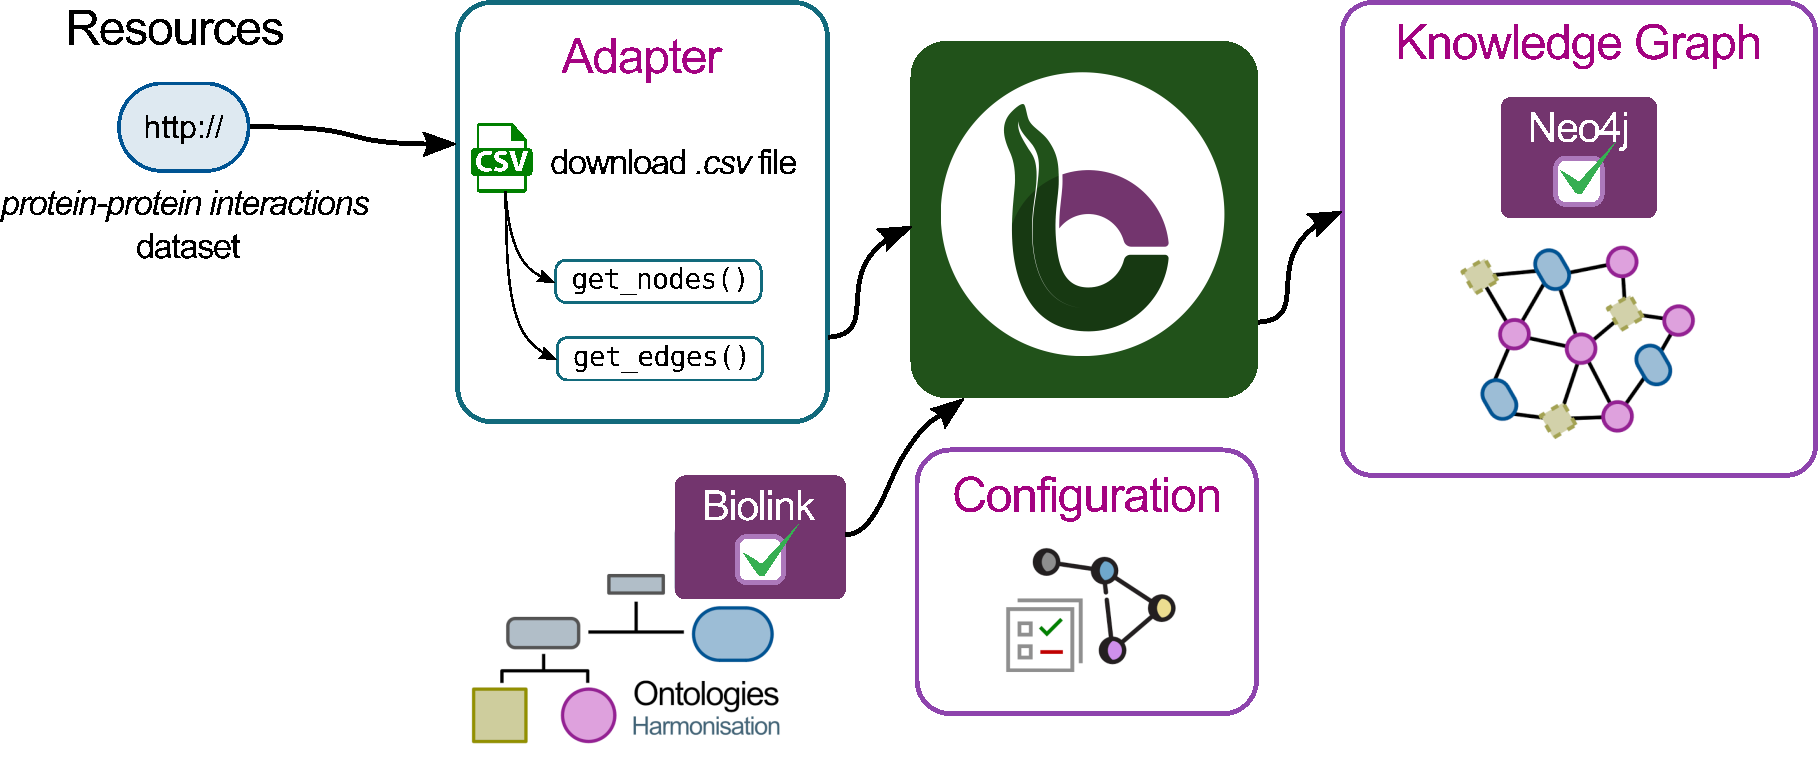 Resources
http://
protein-protein interactions
dataset
Adapter
CSV
download .csv file
get_nodes()
get_edges()
Biolink
Ontologies
Harmonisation
Configuration
Knowledge Graph
Neo4j